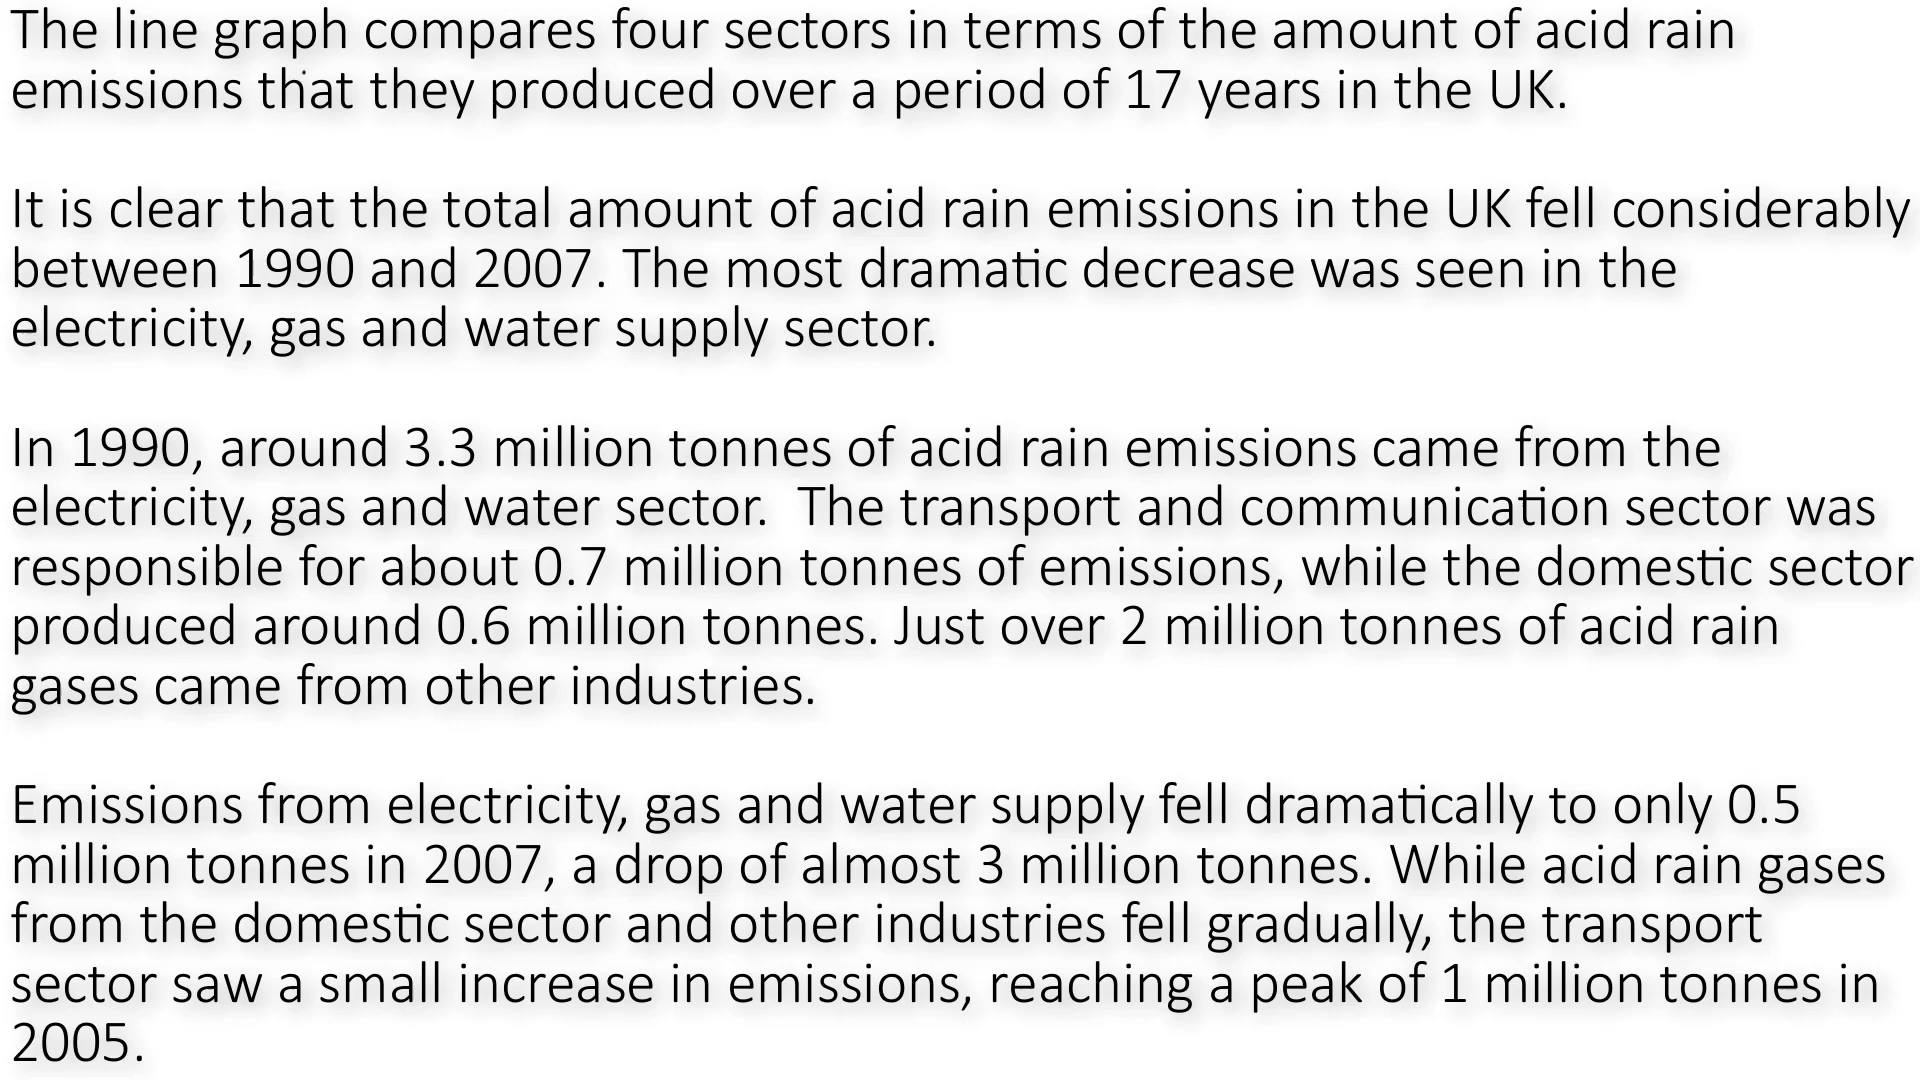 The line graph compares four sectors in terms of the amount of acid rain
emissions that they produced over a period of 17 years in the UK.
It is clear that the total amount of acid rain emissions in the UK fell considerably
between 1990 and 2007. The most dramatic decrease was seen in the
electricity, gas and water supply sector.
In 1990, around 3.3 million tonnes of acid rain emissions came from the
electricity, gas and water sector.  The transport and communication sector was
responsible for about 0.7 million tonnes of emissions, while the domestic sector
produced around 0.6 million tonnes. Just over 2 million tonnes of acid rain
gases came from other industries.
Emissions from electricity, gas and water supply fell dramatically to only 0.5
million tonnes in 2007, a drop of almost 3 million tonnes. While acid rain gases
from the domestic sector and other industries fell gradually, the transport
sector saw a small increase in emissions, reaching a peak of 1 million tonnes in
2005.